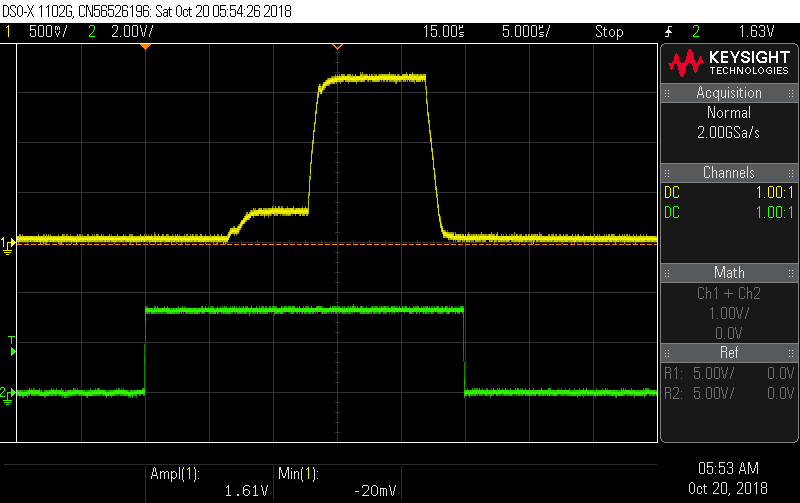 DSO-X 1102G, CN56526196: Sat Oct 20 05:54:26 2018
1 500mV/ 2 2.00V/ 15.00s 5.000s/ Stop 2 1.63V
KEYSIGHT
TECHNOLOGIES
Acquisition
Normal
2.00GSa/s
Channels
DC 1.00:1
DC 1.00:1
Math
Ch1 + Ch2
1.00V/
0.0V
Ref
R1: 5.00V/ 0.0V
R2: 5.00V/ 0.0V
1
T
2
Ampl(1): Min(1):
1.61V -20mV
05:53 AM
Oct 20, 2018